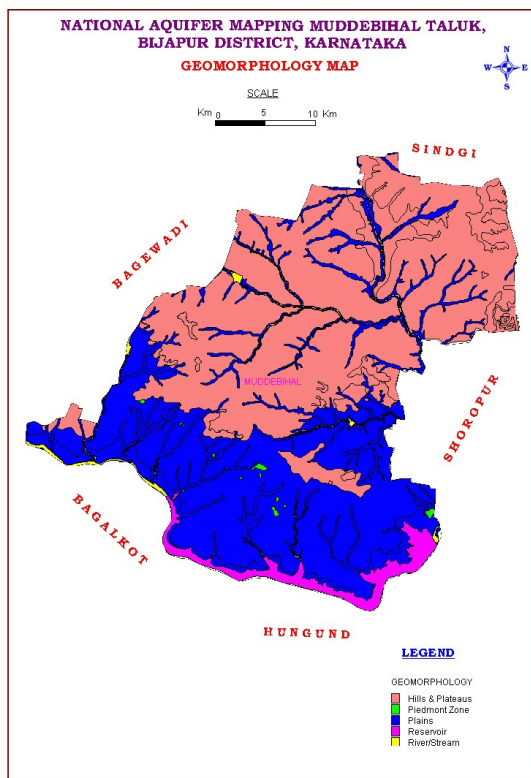 NATIONAL AQUIFER MAPPING MUDDEBIHAL TALUK,
BIJAPUR DISTRICT, KARNATAKA
GEOMORPHOLOGY MAP
N
W E
S
SCALE
Km 0 5 10 Km
SINDGI
BAGEWADI
MUDDEBIHAL
SHOROPUR
BAGALKOT
HUNGUND
LEGEND
GEOMORPHOLOGY
Hills & Plateaus
Piedmont Zone
Plains
Reservoir
River/Stream